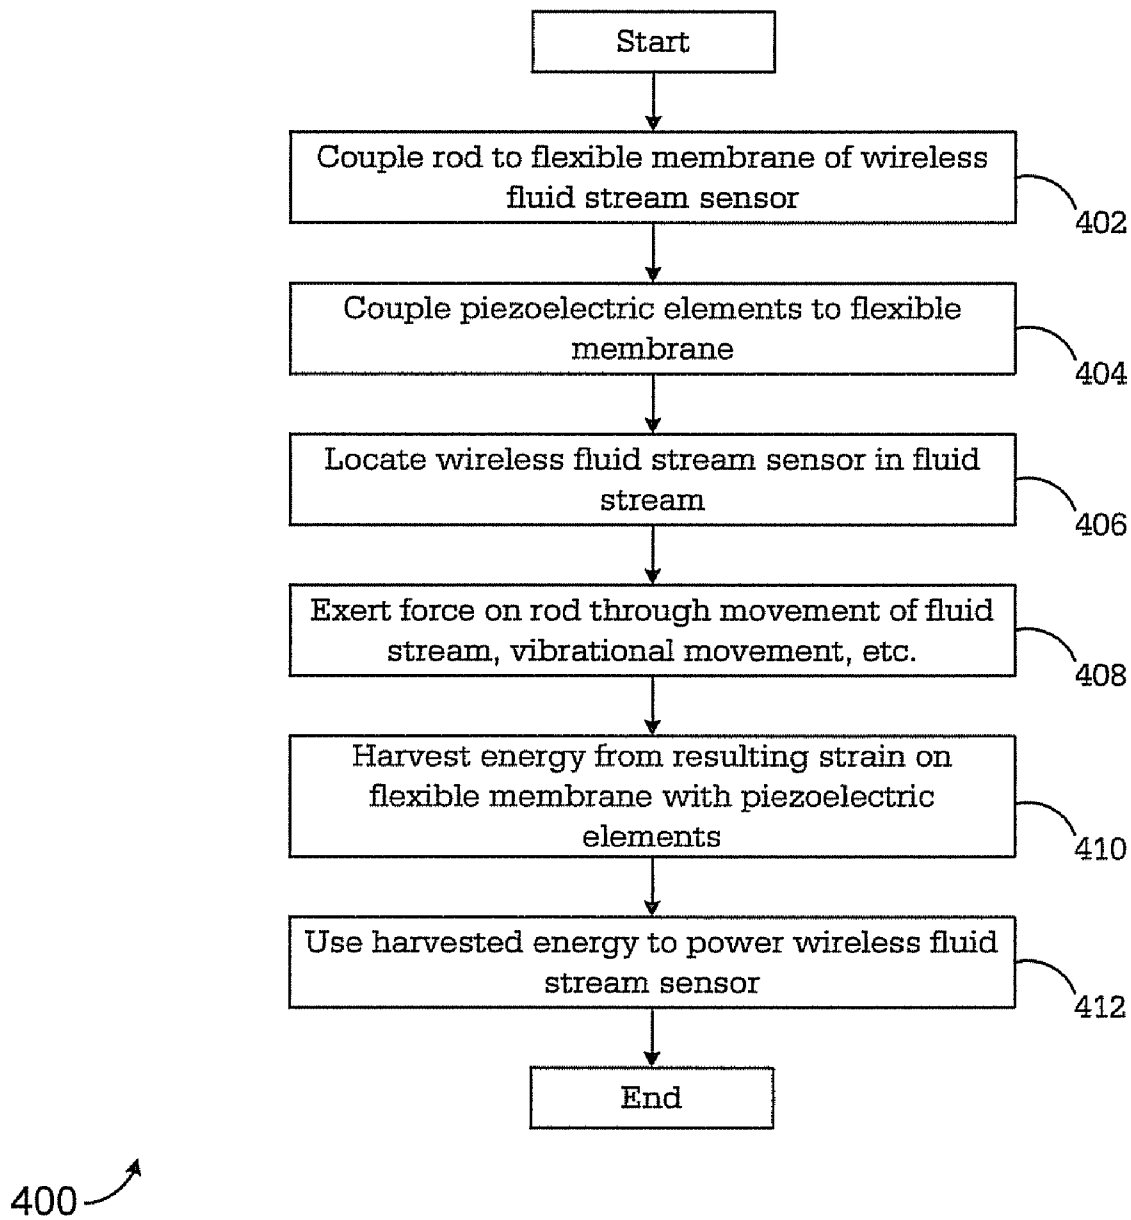 Start
Couple rod to flexible membrane of wireless
fluid stream sensor
402
Couple piezoelectric elements to flexible
membrane
404
Locate wireless fluid stream sensor in fluid
stream
406
Exert force on rod through movement of fluid
stream, vibrational movement, etc.
408
Harvest energy from resulting strain on
flexible membrane with piezoelectric
elements
410
Use harvested energy to power wireless fluid
stream sensor
412
End
400